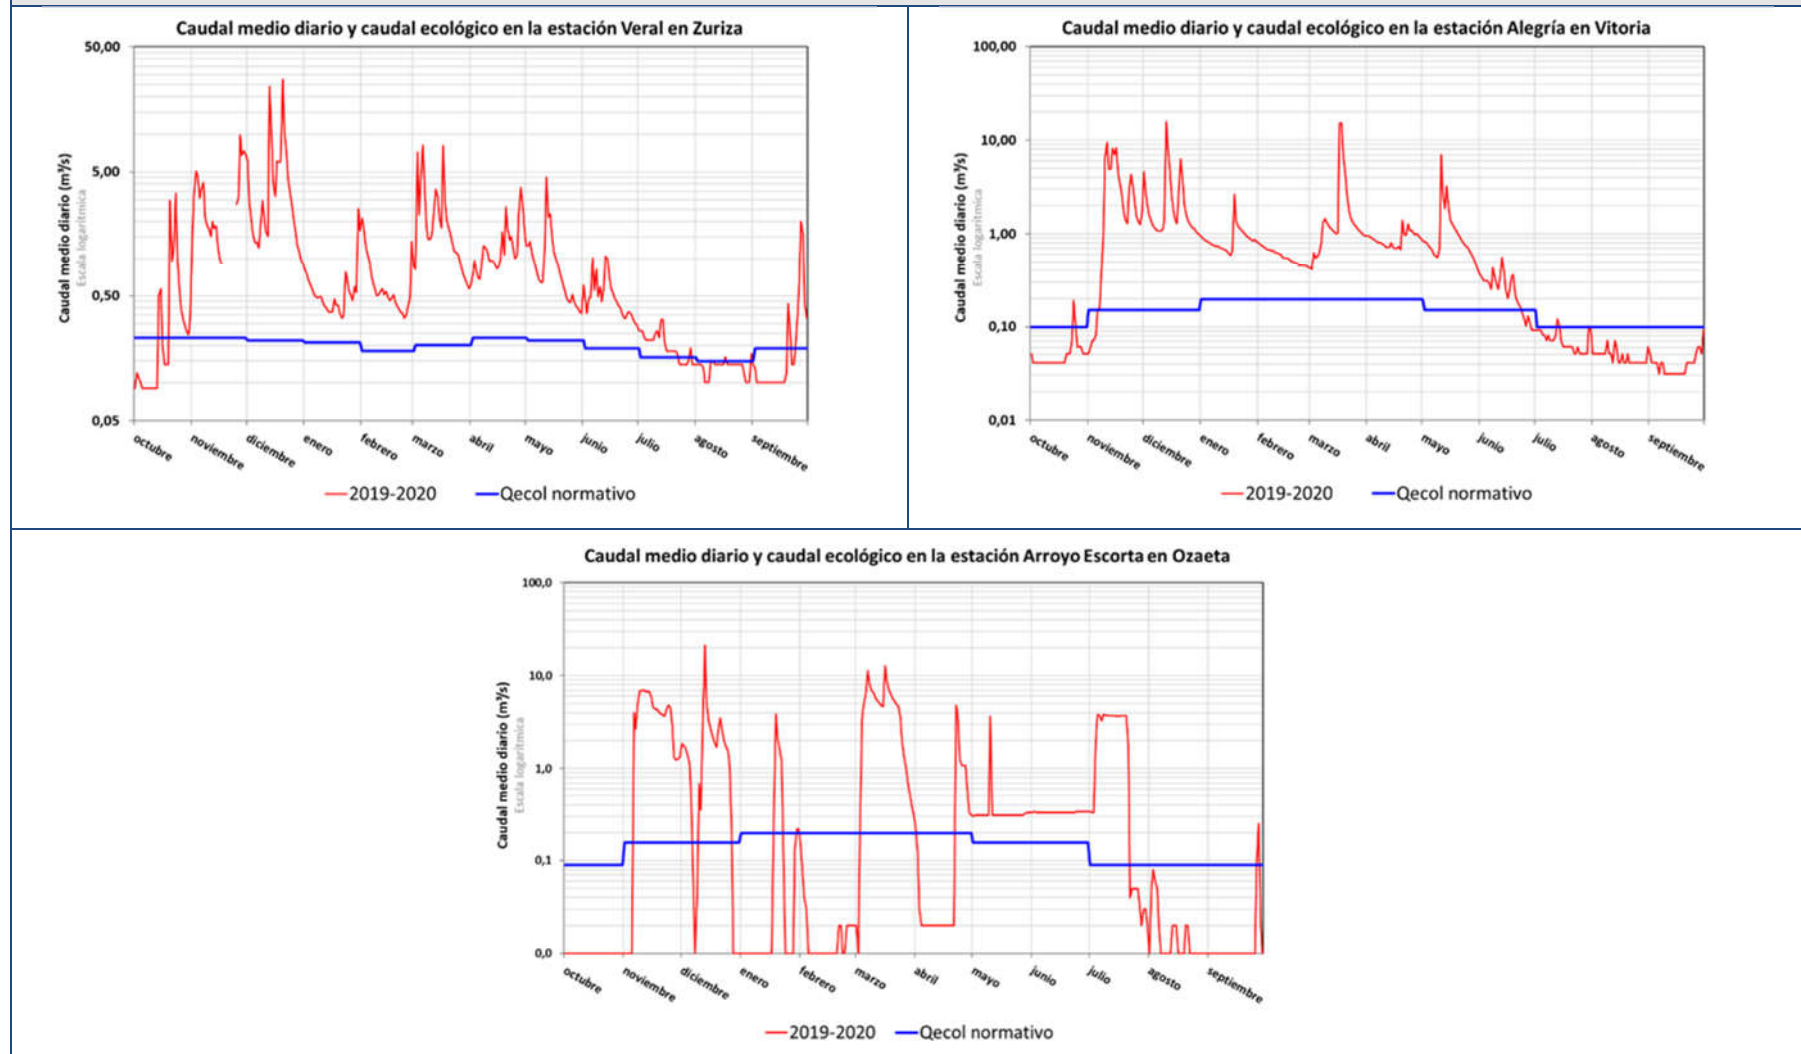 Caudal medio diario y caudal ecológico en la estación Veral en Zuriza
50,00
5,00
0,50
0,05
Caudal medio diario (m³/s)
Escala logarítmica
octubre
noviembre
diciembre
enero
febrero
marzo
abril
mayo
junio
julio
agosto
septiembre
2019-2020
Qecol normativo
Caudal medio diario y caudal ecológico en la estación Alegría en Vitoria
100,00
10,00
1,00
0,10
0,01
Caudal medio diario (m³/s)
Escala logarítmica
octubre
noviembre
diciembre
enero
febrero
marzo
abril
mayo
junio
julio
agosto
septiembre
2019-2020
Qecol normativo
Caudal medio diario y caudal ecológico en la estación Arroyo Escorta en Ozaeta
100,0
10,0
1,0
0,1
0,0
Caudal medio diario (m³/s)
Escala logarítmica
octubre
noviembre
diciembre
enero
febrero
marzo
abril
mayo
junio
julio
agosto
septiembre
2019-2020
Qecol normativo